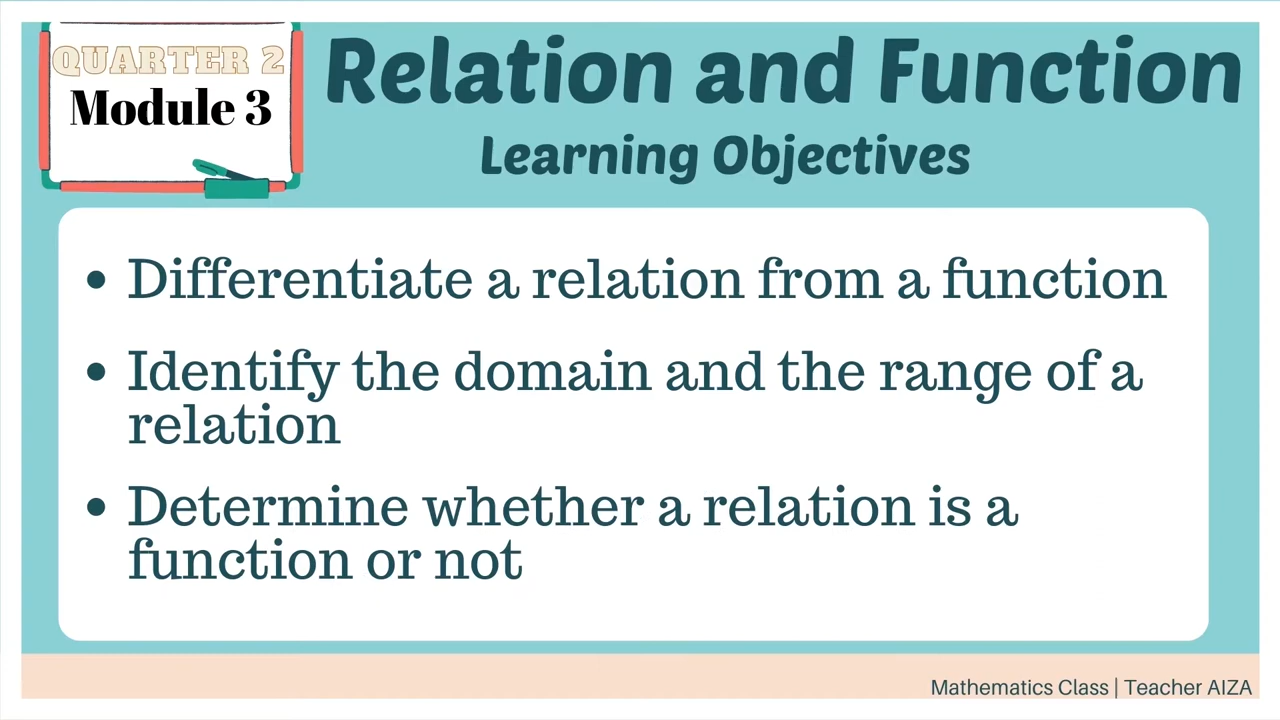 QUARTER 2
Module 3
Relation and Function
Learning Objectives
• Differentiate a relation from a function
• Identify the domain and the range of a
relation
• Determine whether a relation is a
function or not
Mathematics Class | Teacher AIZA